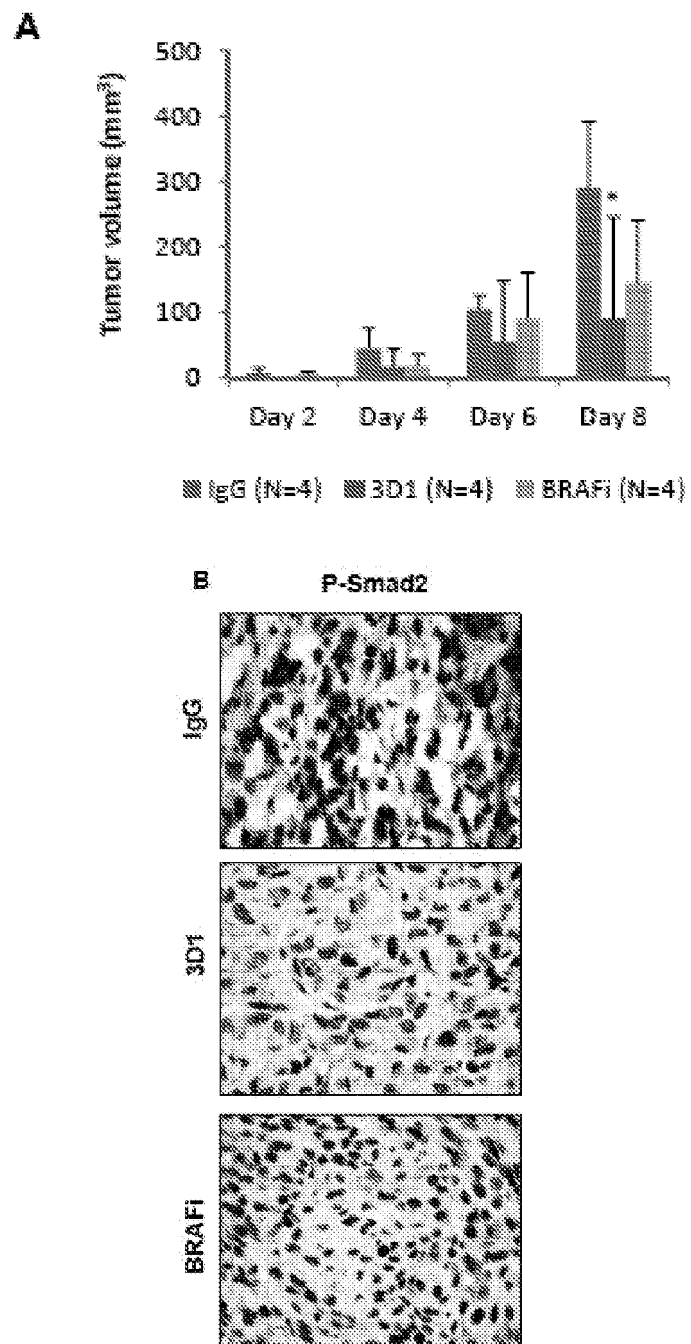 A
500
400
300
200
100
0
Tumor volume (mm³)
*
Day 2 Day 4 Day 6 Day 8
IgG (N=4) 3D1 (N=4) BRAFi (N=4)
B P-Smad2
IgG
3D1
BRAFi